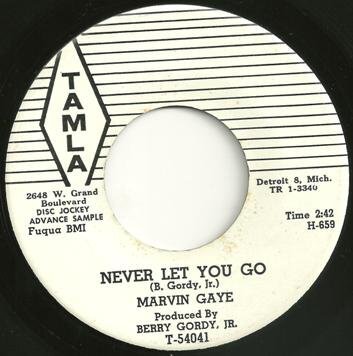 TAMLA
2648 W. Grand
Boulevard
DISC JOCKEY
ADVANCE SAMPLE
Fuqua BMI
Detroit 8, Mich.
TR 1-3340
Time 2:42
H-659
NEVER LET YOU GO
(B. Gordy, Jr.)
MARVIN GAYE
Produced By
BERRY GORDY, JR.
T-54041